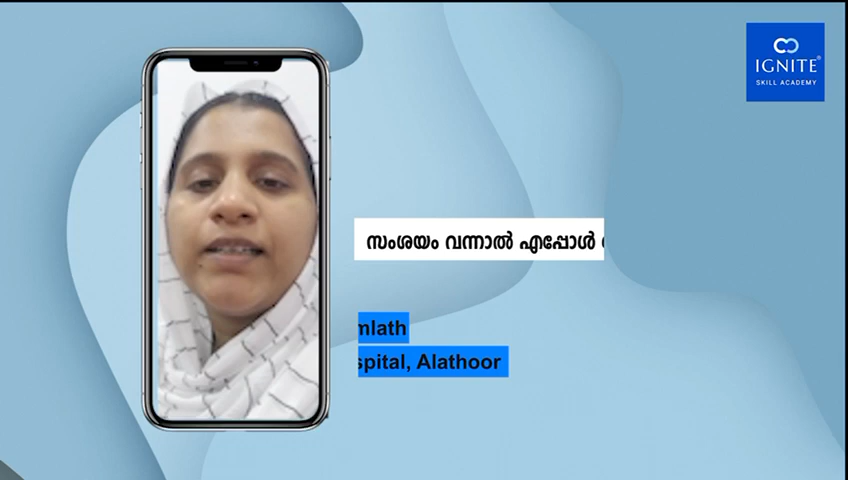 IGNITE®
SKILL ACADEMY
സംശയം വന്നാൽ എപ്പോൾ
mlath
spital, Alathoor